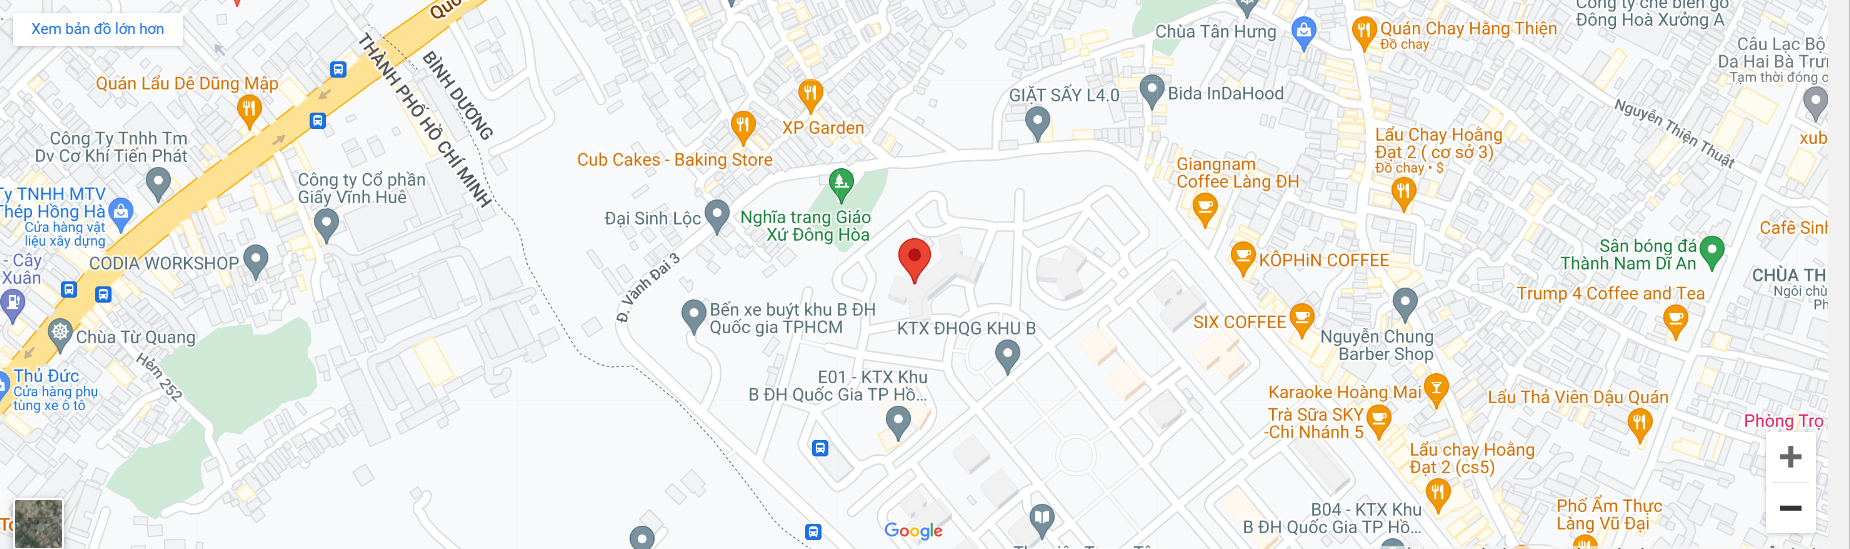 Xem bản đồ lớn hơn
Quố
Công ty chế biến gỗ
Đông Hoà Xưởng A
Chùa Tân Hưng
Quán Chay Hằng Thiện
Đồ chay
Câu Lạc Bộ
Da Hai Bà Trưn
Tạm thời đóng c
THÀNH PHỐ HỒ CHÍ MINH
BÌNH DƯƠNG
Quán Lẩu Dê Dũng Mập
GIẶT SẤY L4.0
Bida InDaHood
Nguyễn Thiện Thuật
XP Garden
Công Ty Tnhh Tm
Dv Cơ Khí Tiến Phát
Lẩu Chay Hoảng
Đạt 2 ( cơ sở 3)
Đồ chay • $
xub
Cub Cakes - Baking Store
Giangnam
Coffee Làng ĐH
Công ty Cổ phần
Giấy Vĩnh Huê
Ty TNHH MTV
Thép Hồng Hà
Cửa hàng vật
liệu xây dựng
Đại Sinh Lộc
Nghĩa trang Giáo
Xứ Đông Hòa
Cafê Sinh
Sân bóng đá
Thành Nam Dĩ An
- Cây
Xuân
CODIA WORKSHOP
Đ. Vành Đai 3
KÔPHiN COFFEE
CHÙA TH
Ngôi chù
Ph
Trump 4 Coffee and Tea
Bến xe buýt khu B ĐH
Quốc gia TPHCM
KTX ĐHQG KHU B
SIX COFFEE
Nguyễn Chung
Barber Shop
Chùa Từ Quang
Hẻm 252
Thủ Đức
Cửa hàng phụ
tùng xe ô tô
E01 - KTX Khu
B ĐH Quốc Gia TP Hồ...
Karaoke Hoàng Mai
Lẩu Thả Viên Dậu Quán
Trà Sữa SKY
-Chi Nhánh 5
Phòng Trọ
Lẩu chay Hoằng
Đạt 2 (cs5)
B04 - KTX Khu
B ĐH Quốc Gia TP Hồ...
Phố Ẩm Thực
Làng Vũ Đại
Google